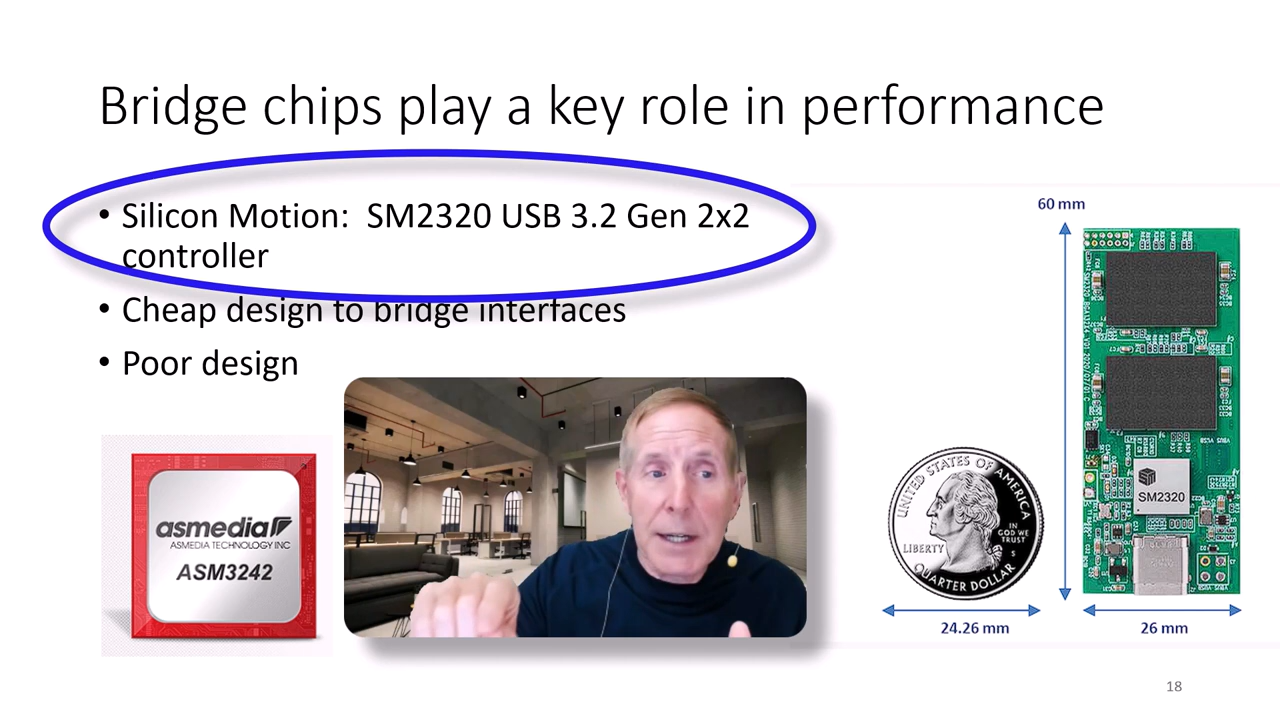 Bridge chips play a key role in performance
• Silicon Motion:  SM2320 USB 3.2 Gen 2x2
controller
• Cheap design to bridge interfaces
• Poor design
asmedia
ASMEDIA TECHNOLOGY INC
ASM3242
60 mm
UNITED STATES OF AMERICA
IN
GOD WE
TRUST
LIBERTY
S
QUARTER DOLLAR
SM2320
24.26 mm
26 mm
18